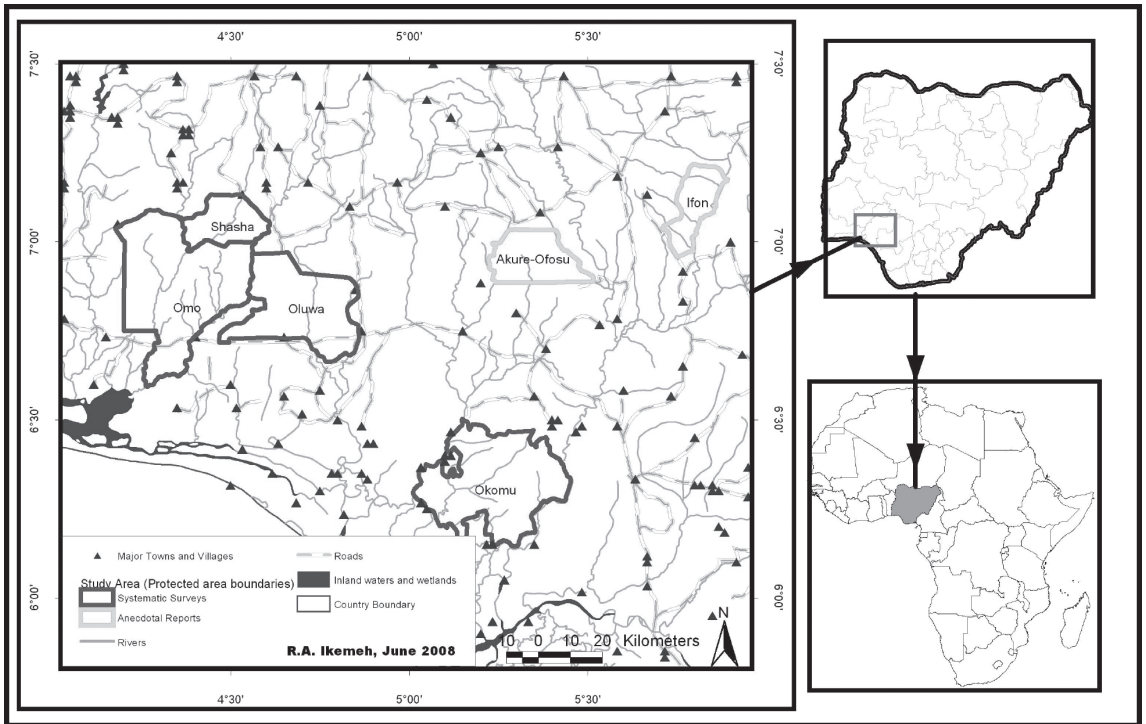 4°30' 5°00' 5°30'
7°30' 7°30'
Ifon
Shasha
7°00' 7°00'
Akure-Ofosu
Omo Oluwa
6°30' 6°30'
Okomu
Major Towns and Villages Roads
Study Area (Protected area boundaries) Inland waters and wetlands
Systematic Surveys
Anecdotal Reports Country Boundary
Rivers
6°00' 6°00'
N
10 0 10 20 Kilometers
R.A. Ikemeh, June 2008
4°30' 5°00' 5°30'